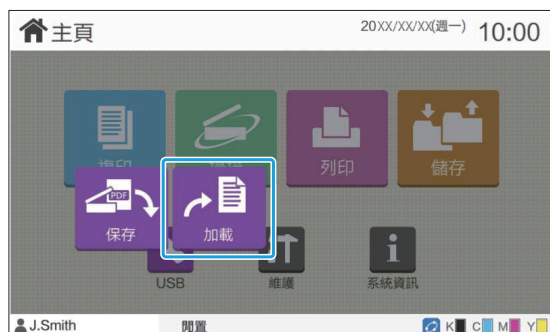 主頁
20XX/XX/XX(週一) 10:00
列印
儲存
PDF
保存
加載
USB
維護
系統資訊
J.Smith
閒置
K C M Y